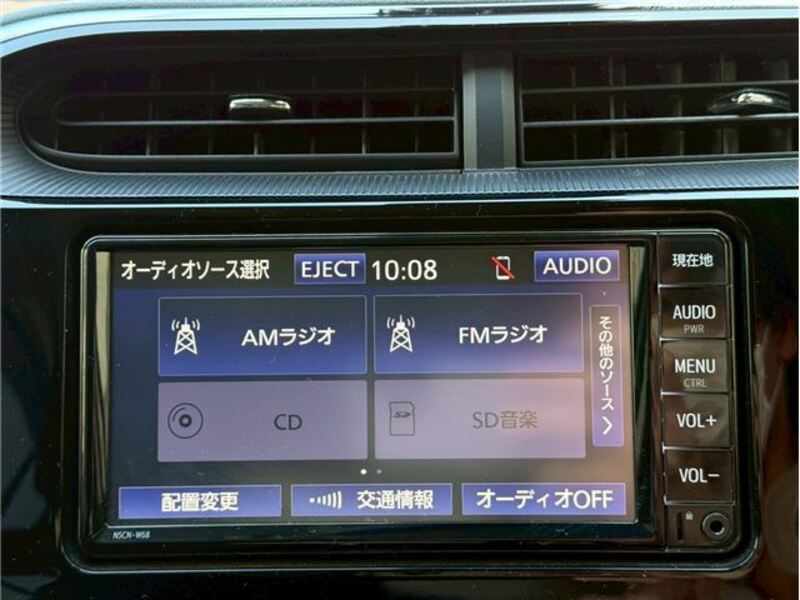 オーディオソース選択 EJECT 10:08 AUDIO
AMラジオ FMラジオ
CD SD音楽
その他のソース
配置変更 交通情報 オーディオOFF
NSCN-W68
現在地
AUDIO
PWR
MENU
CTRL
VOL+
VOL-